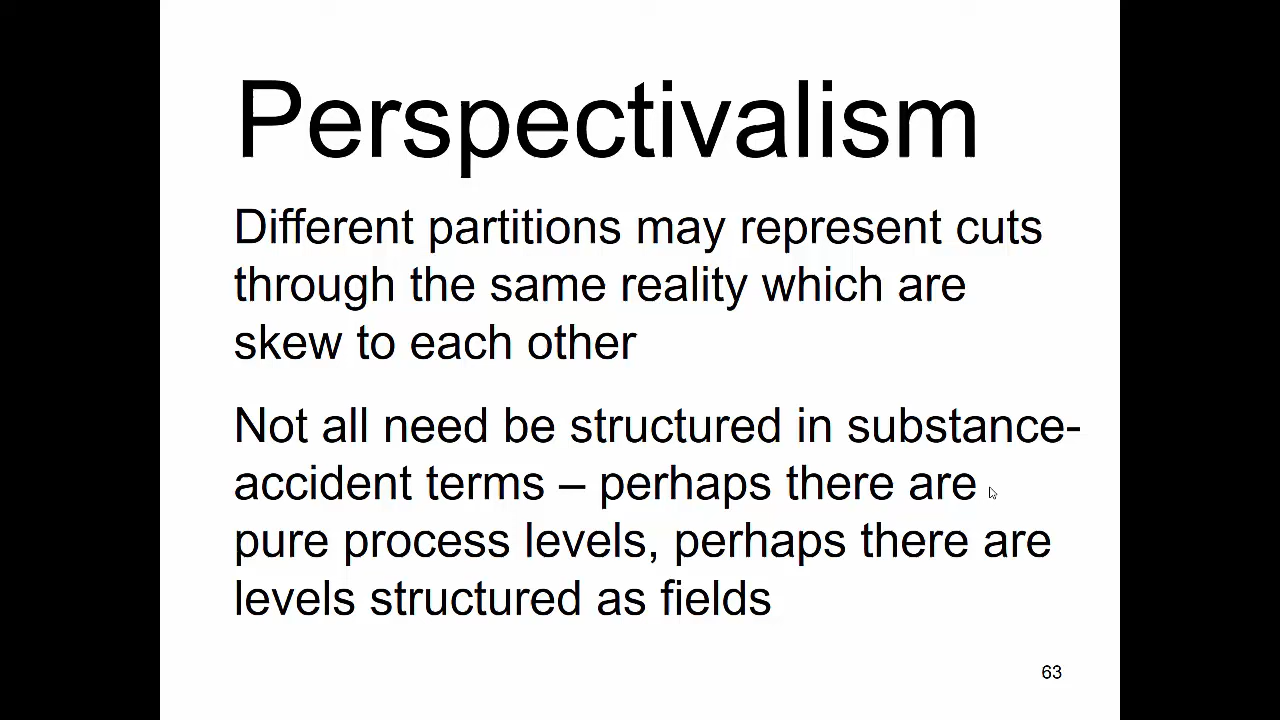 Perspectivalism
Different partitions may represent cuts
through the same reality which are
skew to each other
Not all need be structured in substance-
accident terms – perhaps there are
pure process levels, perhaps there are
levels structured as fields
63